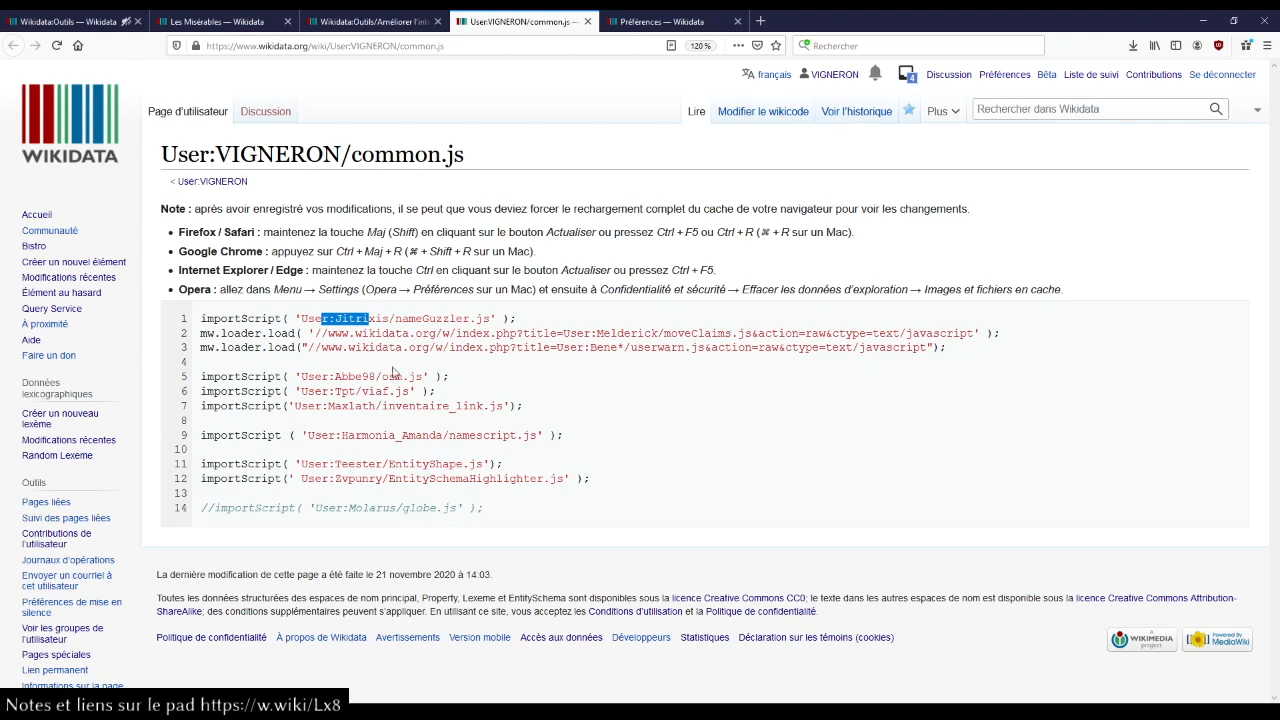 Wikidata:Outils — Wikidata
Les Misérables — Wikidata
Wikidata:Outils/Améliorer l'int
User:VIGNERON/common.js —
Préférences — Wikidata
https://www.wikidata.org/wiki/User:VIGNERON/common.js
120 %
Rechercher
français
VIGNERON
4
Discussion
Préférences
Bêta
Liste de suivi
Contributions
Se déconnecter
Page d'utilisateur
Discussion
Lire
Modifier le wikicode
Voir l'historique
Plus
Rechercher dans Wikidata
WIKIDATA
User:VIGNERON/common.js
< User:VIGNERON
Note : après avoir enregistré vos modifications, il se peut que vous deviez forcer le rechargement complet du cache de votre navigateur pour voir les changements.
Firefox / Safari : maintenez la touche Maj (Shift) en cliquant sur le bouton Actualiser ou pressez Ctrl + F5 ou Ctrl + R (⌘ + R sur un Mac).
Google Chrome : appuyez sur Ctrl + Maj + R (⌘ + Shift + R sur un Mac).
Internet Explorer / Edge : maintenez la touche Ctrl en cliquant sur le bouton Actualiser ou pressez Ctrl + F5.
Opera : allez dans Menu → Settings (Opera → Préférences sur un Mac) et ensuite à Confidentialité et sécurité → Effacer les données d'exploration → Images et fichiers en cache.
1 importScript( 'User:Jitrixis/nameGuzzler.js' );
2 mw.loader.load( '//www.wikidata.org/w/index.php?title=User:Melderick/moveClaims.js&action=raw&ctype=text/javascript' );
3 mw.loader.load("//www.wikidata.org/w/index.php?title=User:Bene*/userwarn.js&action=raw&ctype=text/javascript");
4
5 importScript( 'User:Abbe98/osm.js' );
6 importScript( 'User:Tpt/viaf.js' );
7 importScript('User:Maxlath/inventaire_link.js');
8
9 importScript ( 'User:Harmonia_Amanda/namescript.js' );
10
11 importScript( 'User:Teester/EntityShape.js');
12 importScript(' User:Zvpunry/EntitySchemaHighlighter.js' );
13
14 //importScript( 'User:Molarus/globe.js' );
Accueil
Communauté
Bistro
Créer un nouvel élément
Modifications récentes
Élément au hasard
Query Service
À proximité
Aide
Faire un don
Données
lexicographiques
Créer un nouveau
lexème
Modifications récentes
Random Lexeme
Outils
Pages liées
Suivi des pages liées
Contributions de
l'utilisateur
Journaux d'opérations
Envoyer un courriel à
cet utilisateur
Préférences de mise en
silence
Voir les groupes de
l'utilisateur
Pages spéciales
Lien permanent
Informations sur la page
La dernière modification de cette page a été faite le 21 novembre 2020 à 14:03.
Toutes les données structurées des espaces de nom principal, Property, Lexeme et EntitySchema sont disponibles sous la licence Creative Commons CC0; le texte dans les autres espaces de nom est disponible sous la licence Creative Commons Attribution-
ShareAlike; des conditions supplémentaires peuvent s'appliquer. En utilisant ce site, vous acceptez les Conditions d'utilisation et la Politique de confidentialité.
Politique de confidentialité
À propos de Wikidata
Avertissements
Version mobile
Accès aux données
Développeurs
Statistiques
Déclaration sur les témoins (cookies)
A
WIKIMEDIA
project
Powered By
MediaWiki
Notes et liens sur le pad https://w.wiki/Lx8